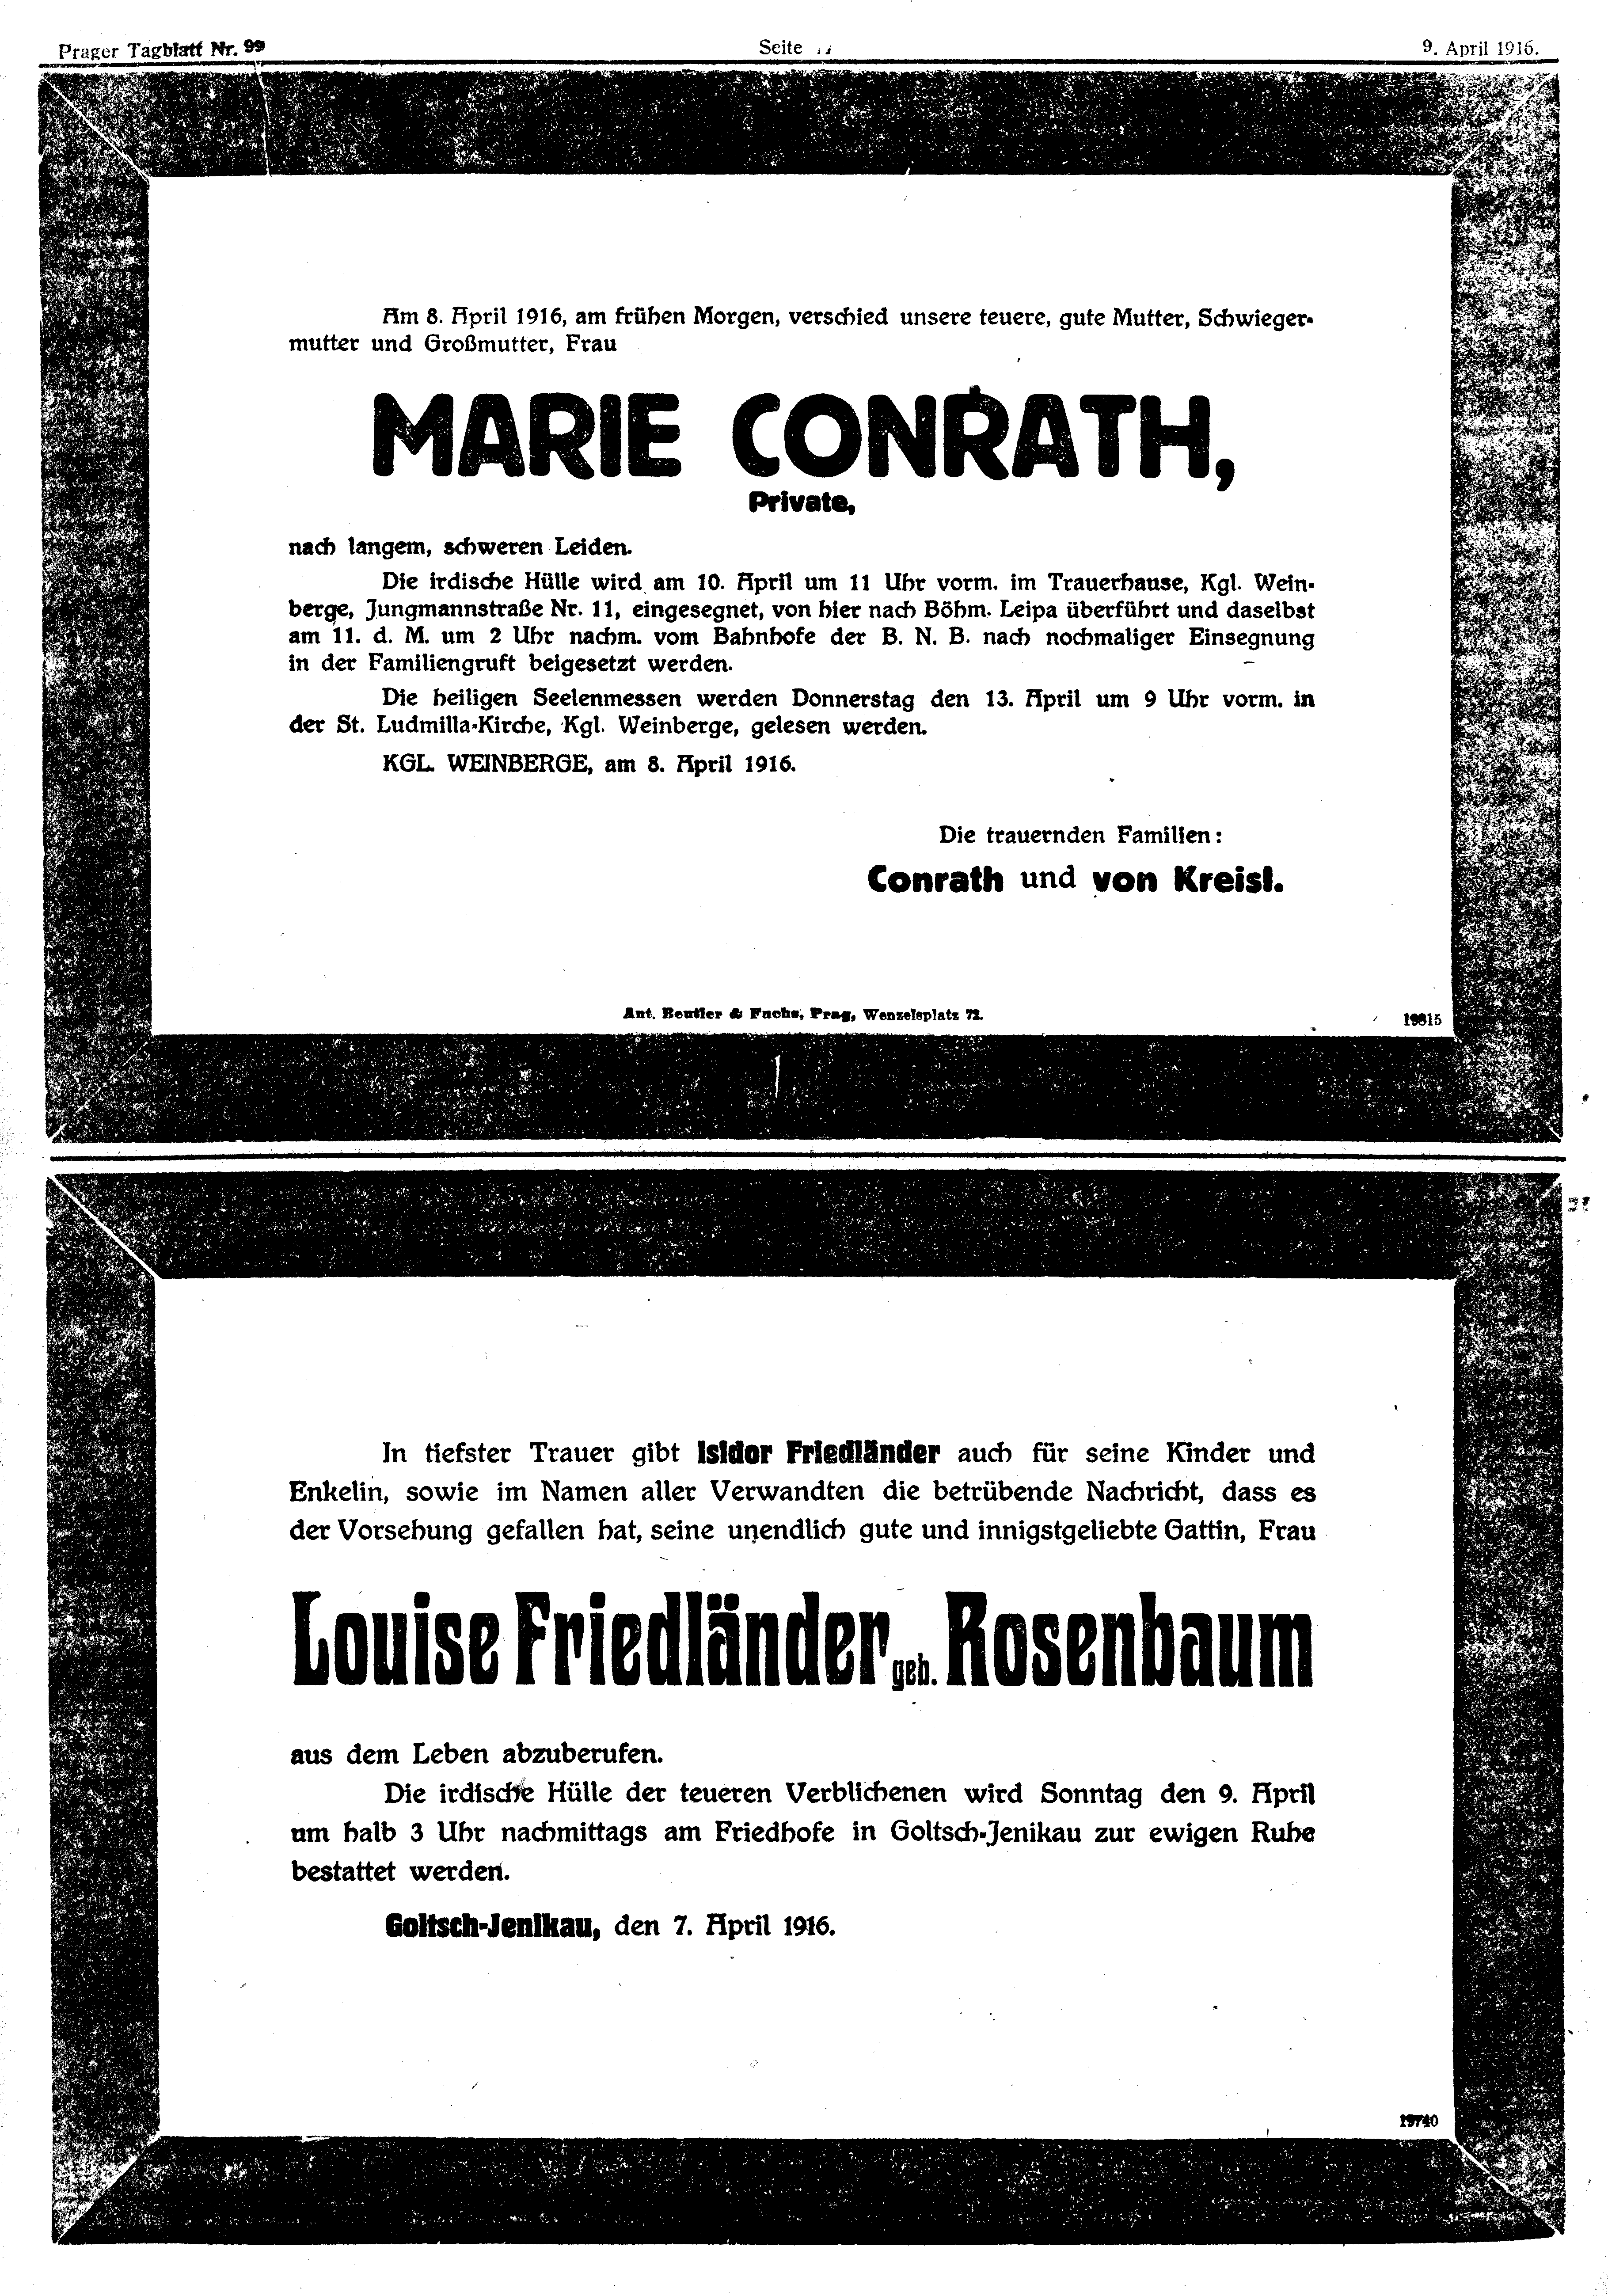 Prager Tagblatt Nr. 99
Seite
9. April 1916.
Am 8. April 1916, am frühen Morgen, verschied unsere teuere, gute Mutter, Schwieger-
mutter und Großmutter, Frau
MARIE CONRATH,
Private,
nach langem, schweren Leiden.
Die irdische Hülle wird am 10. April um 11 Uhr vorm. im Trauerhause, Kgl. Wein-
berge, Jungmannstraße Nr. 11, eingesegnet, von hier nach Böhm. Leipa überführt und daselbst
am 11. d. M. um 2 Uhr nachm. vom Bahnhofe der B. N. B. nach nochmaliger Einsegnung
in der Familiengruft beigesetzt werden.
Die heiligen Seelenmessen werden Donnerstag den 13. April um 9 Uhr vorm. in
der St. Ludmilla-Kirche, Kgl. Weinberge, gelesen werden.
KGL. WEINBERGE, am 8. April 1916.
Die trauernden Familien:
Conrath und von Kreisl.
Ant. Beutler & Fuchs, Prag, Wenzelsplatz 72.
In tiefster Trauer gibt Isidor Friedländer auch für seine Kinder und
Enkelin, sowie im Namen aller Verwandten die betrübende Nachricht, dass es
der Vorsehung gefallen hat, seine unendlich gute und innigstgeliebte Gattin, Frau
Louise Friedländer geb. Rosenbaum
aus dem Leben abzuberufen.
Die irdische Hülle der teueren Verblichenen wird Sonntag den 9. April
um halb 3 Uhr nachmittags am Friedhofe in Goltsch-Jenikau zur ewigen Ruhe
bestattet werden.
Goltsch-Jenikau, den 7. April 1916.
19740